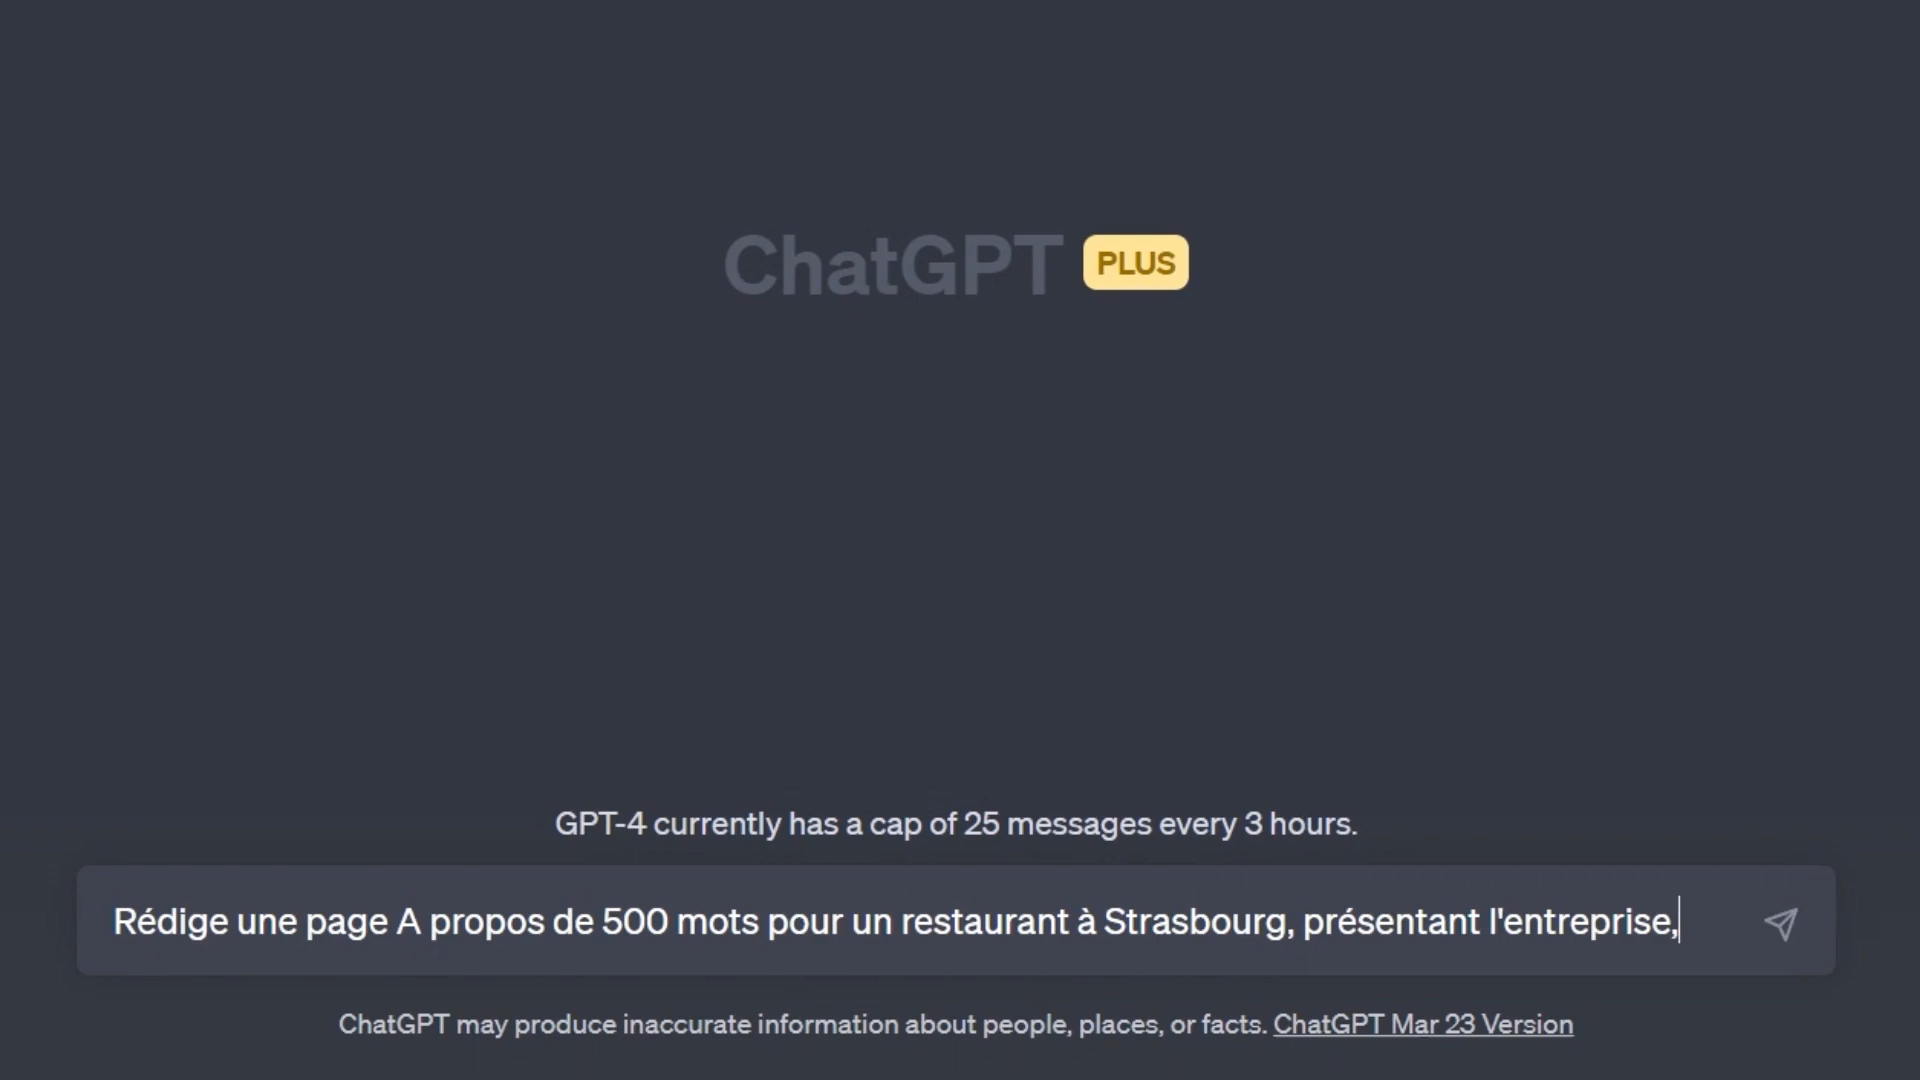 ChatGPT PLUS
GPT-4 currently has a cap of 25 messages every 3 hours.
Rédige une page A propos de 500 mots pour un restaurant à Strasbourg, présentant l'entreprise,
ChatGPT may produce inaccurate information about people, places, or facts. ChatGPT Mar 23 Version